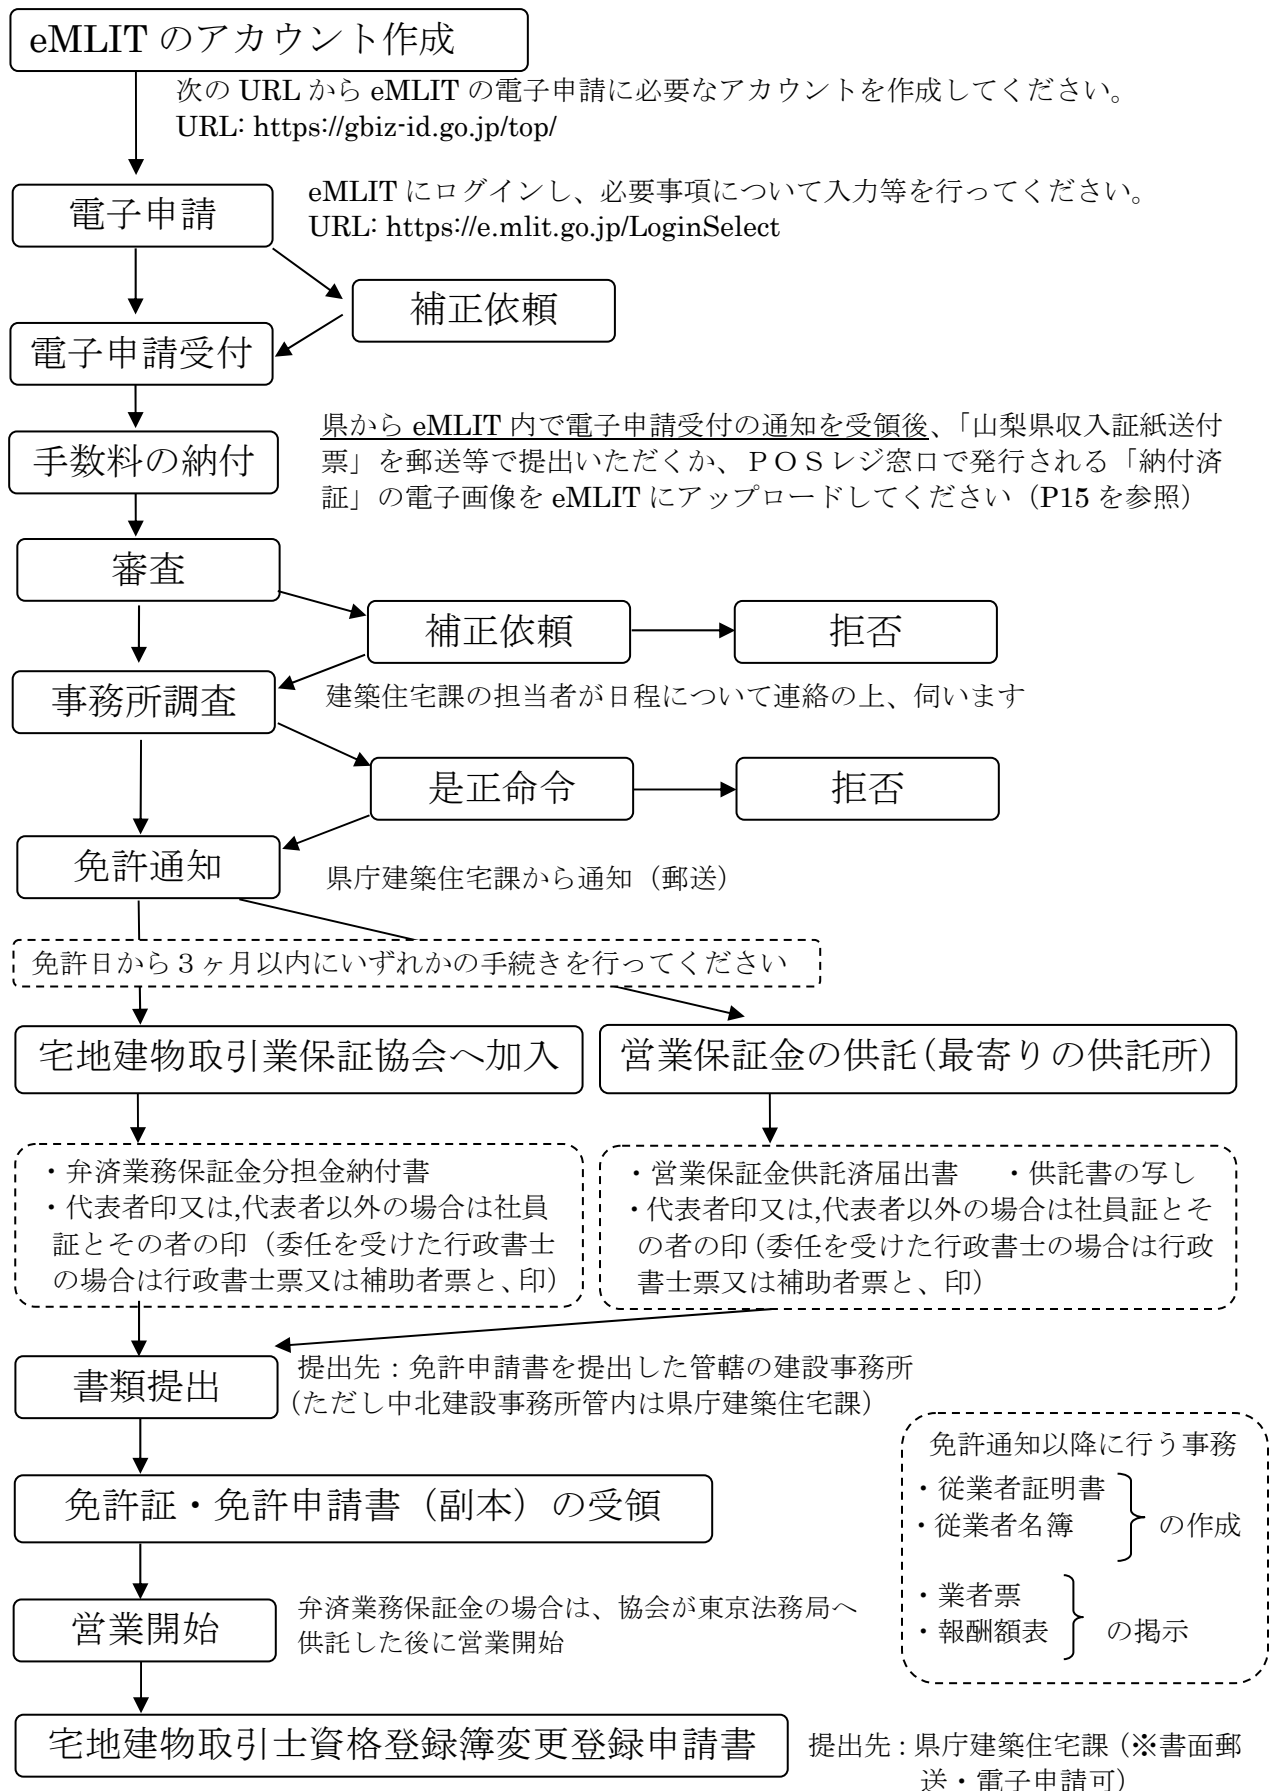 eMLIT のアカウント作成
次の URL から eMLIT の電子申請に必要なアカウントを作成してください。
URL: https://gbiz-id.go.jp/top/
電子申請
eMLIT にログインし、必要事項について入力等を行ってください。
URL: https://e.mlit.go.jp/LoginSelect
補正依頼
電子申請受付
手数料の納付
県から eMLIT 内で電子申請受付の通知を受領後、「山梨県収入証紙送付
票」を郵送等で提出いただくか、ＰＯＳレジ窓口で発行される「納付済
証」の電子画像を eMLIT にアップロードしてください（P15 を参照）
審査
補正依頼
拒否
事務所調査
建築住宅課の担当者が日程について連絡の上、伺います
是正命令
拒否
免許通知
県庁建築住宅課から通知（郵送）
免許日から３ヶ月以内にいずれかの手続きを行ってください
宅地建物取引業保証協会へ加入
営業保証金の供託（最寄りの供託所）
・弁済業務保証金分担金納付書
・代表者印又は,代表者以外の場合は社員
証とその者の印（委任を受けた行政書士
の場合は行政書士票又は補助者票と、印）
・営業保証金供託済届出書　・供託書の写し
・代表者印又は,代表者以外の場合は社員証とそ
の者の印（委任を受けた行政書士の場合は行政
書士票又は補助者票と、印）
書類提出
提出先：免許申請書を提出した管轄の建設事務所
（ただし中北建設事務所管内は県庁建築住宅課）
免許証・免許申請書（副本）の受領
免許通知以降に行う事務
・従業者証明書
・従業者名簿
の作成
・業者票
・報酬額表
の掲示
営業開始
弁済業務保証金の場合は、協会が東京法務局へ
供託した後に営業開始
宅地建物取引士資格登録簿変更登録申請書
提出先：県庁建築住宅課（※書面郵
送・電子申請可）